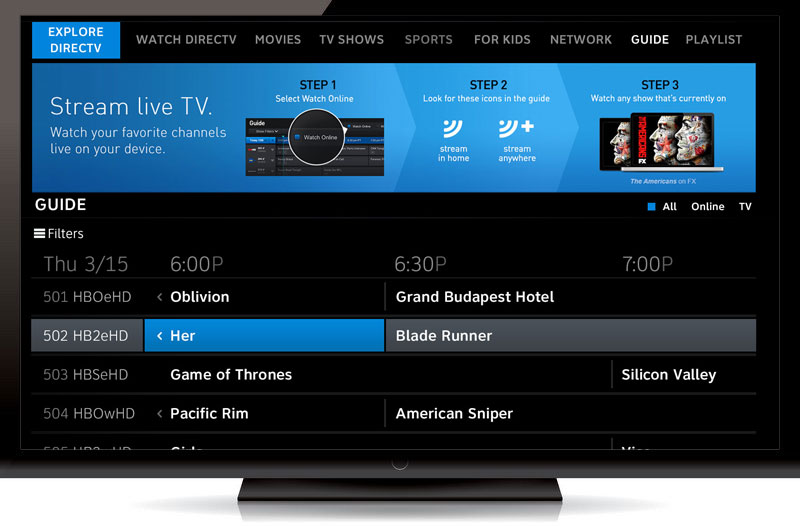 EXPLORE
DIRECTV
WATCH DIRECTV MOVIES TV SHOWS SPORTS FOR KIDS NETWORK GUIDE PLAYLIST
Stream live TV.
Watch your favorite channels
live on your device.
STEP 1
Select Watch Online
Guide
Watch Online
STEP 2
Look for these icons in the guide
stream
in home
stream
anywhere
STEP 3
Watch any show that's currently on
THE AMERICANS
FX
The Americans on FX
GUIDE
All Online TV
Filters
Thu 3/15 6:00P 6:30P 7:00P
501 HBOeHD < Oblivion Grand Budapest Hotel
502 HB2eHD < Her Blade Runner
503 HBSeHD Game of Thrones Silicon Valley
504 HBOwHD < Pacific Rim American Sniper